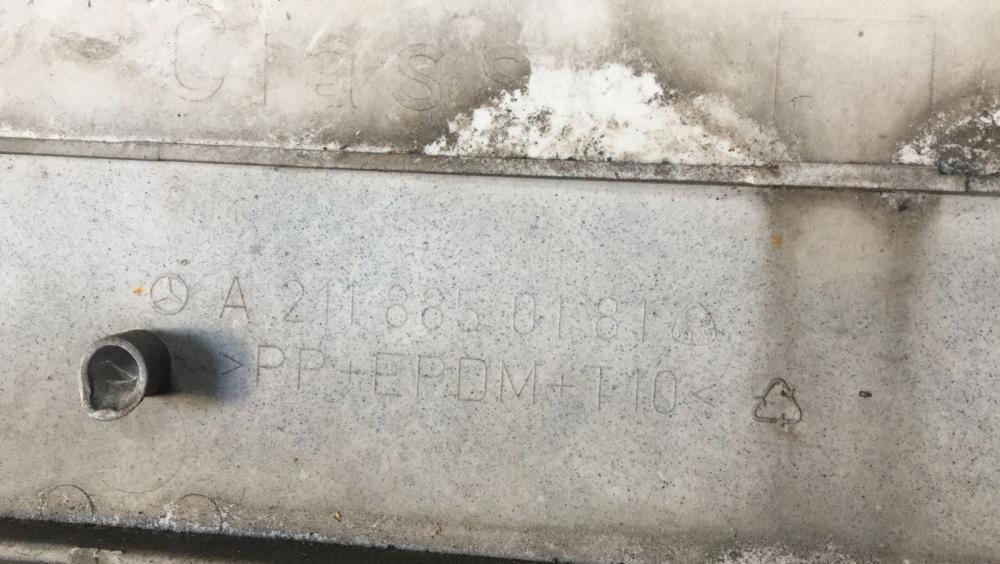 Class
A 211 885 01 81
>PP+EPDM+T10<